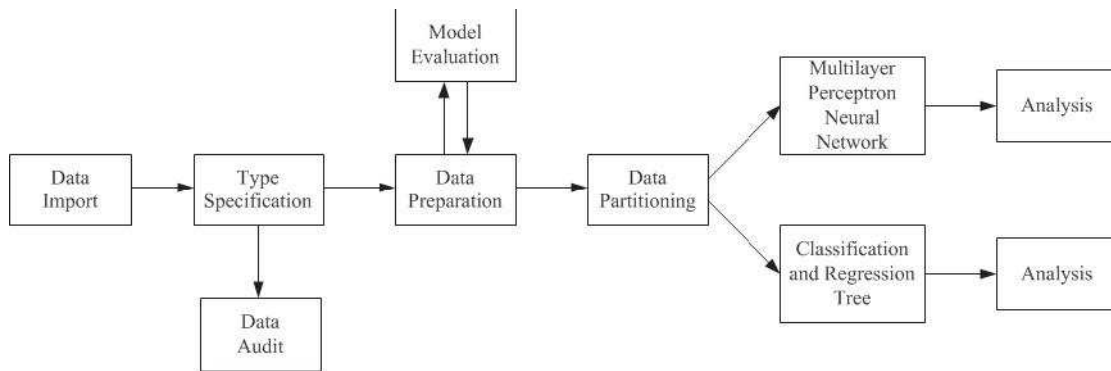 Model
Evaluation
Multilayer
Perceptron
Neural
Network
Analysis
Data
Import
Type
Specification
Data
Preparation
Data
Partitioning
Classification
and Regression
Tree
Analysis
Data
Audit